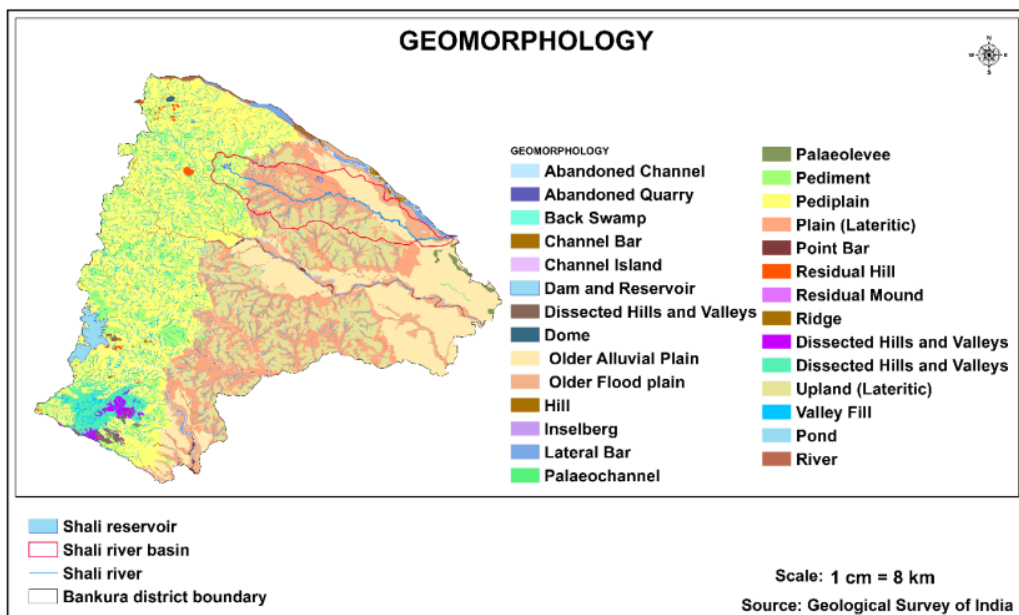 GEOMORPHOLOGY
N
W
E
S
GEOMORPHOLOGY
Abandoned Channel
Abandoned Quarry
Back Swamp
Channel Bar
Channel Island
Dam and Reservoir
Dissected Hills and Valleys
Dome
Older Alluvial Plain
Older Flood plain
Hill
Inselberg
Lateral Bar
Palaeochannel
Palaeolevee
Pediment
Pediplain
Plain (Lateritic)
Point Bar
Residual Hill
Residual Mound
Ridge
Dissected Hills and Valleys
Dissected Hills and Valleys
Upland (Lateritic)
Valley Fill
Pond
River
Shali reservoir
Shali river basin
Shali river
Bankura district boundary
Scale: 1 cm = 8 km
Source: Geological Survey of India